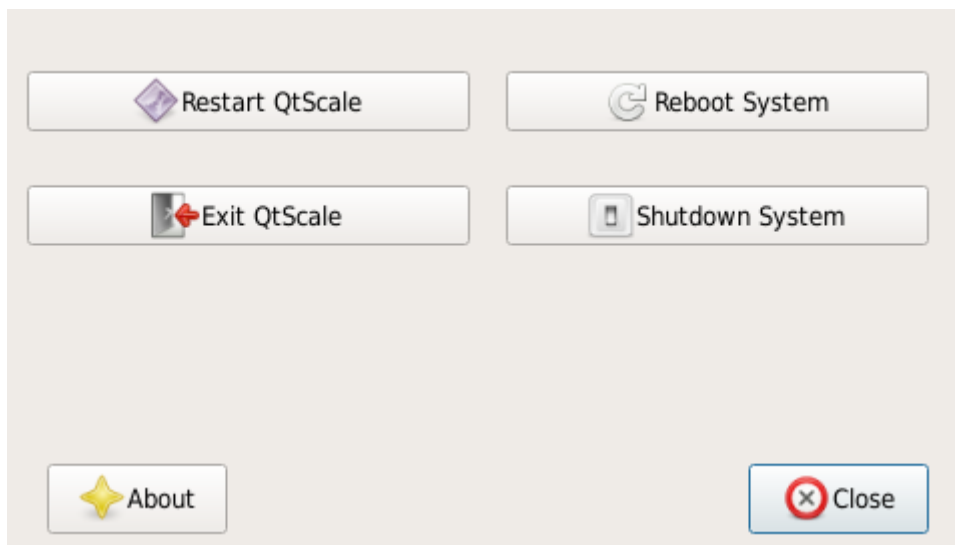 Restart QtScale
Reboot System
Exit QtScale
Shutdown System
About
Close